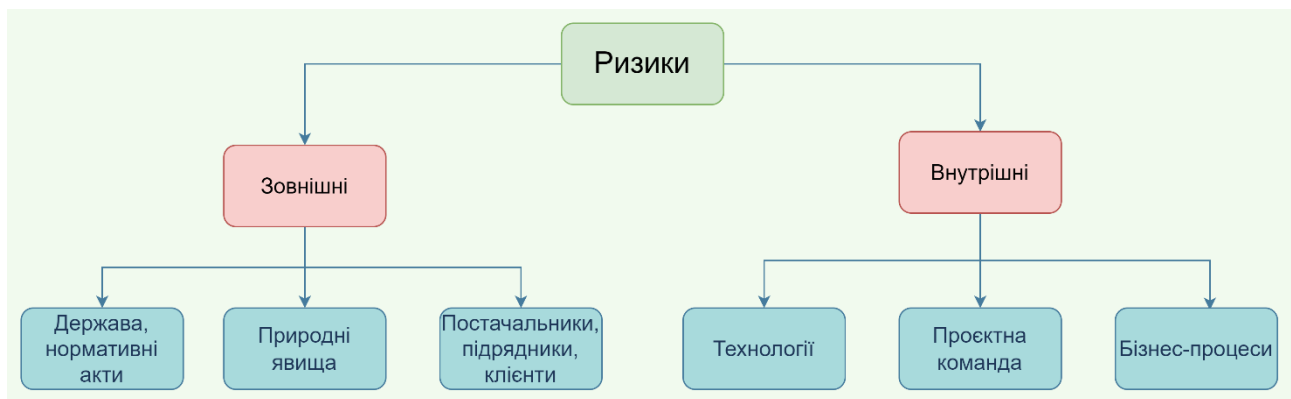 Ризики
Зовнішні
Внутрішні
Держава,
нормативні
акти
Природні
явища
Постачальники,
підрядники,
клієнти
Технології
Проєктна
команда
Бізнес-процеси